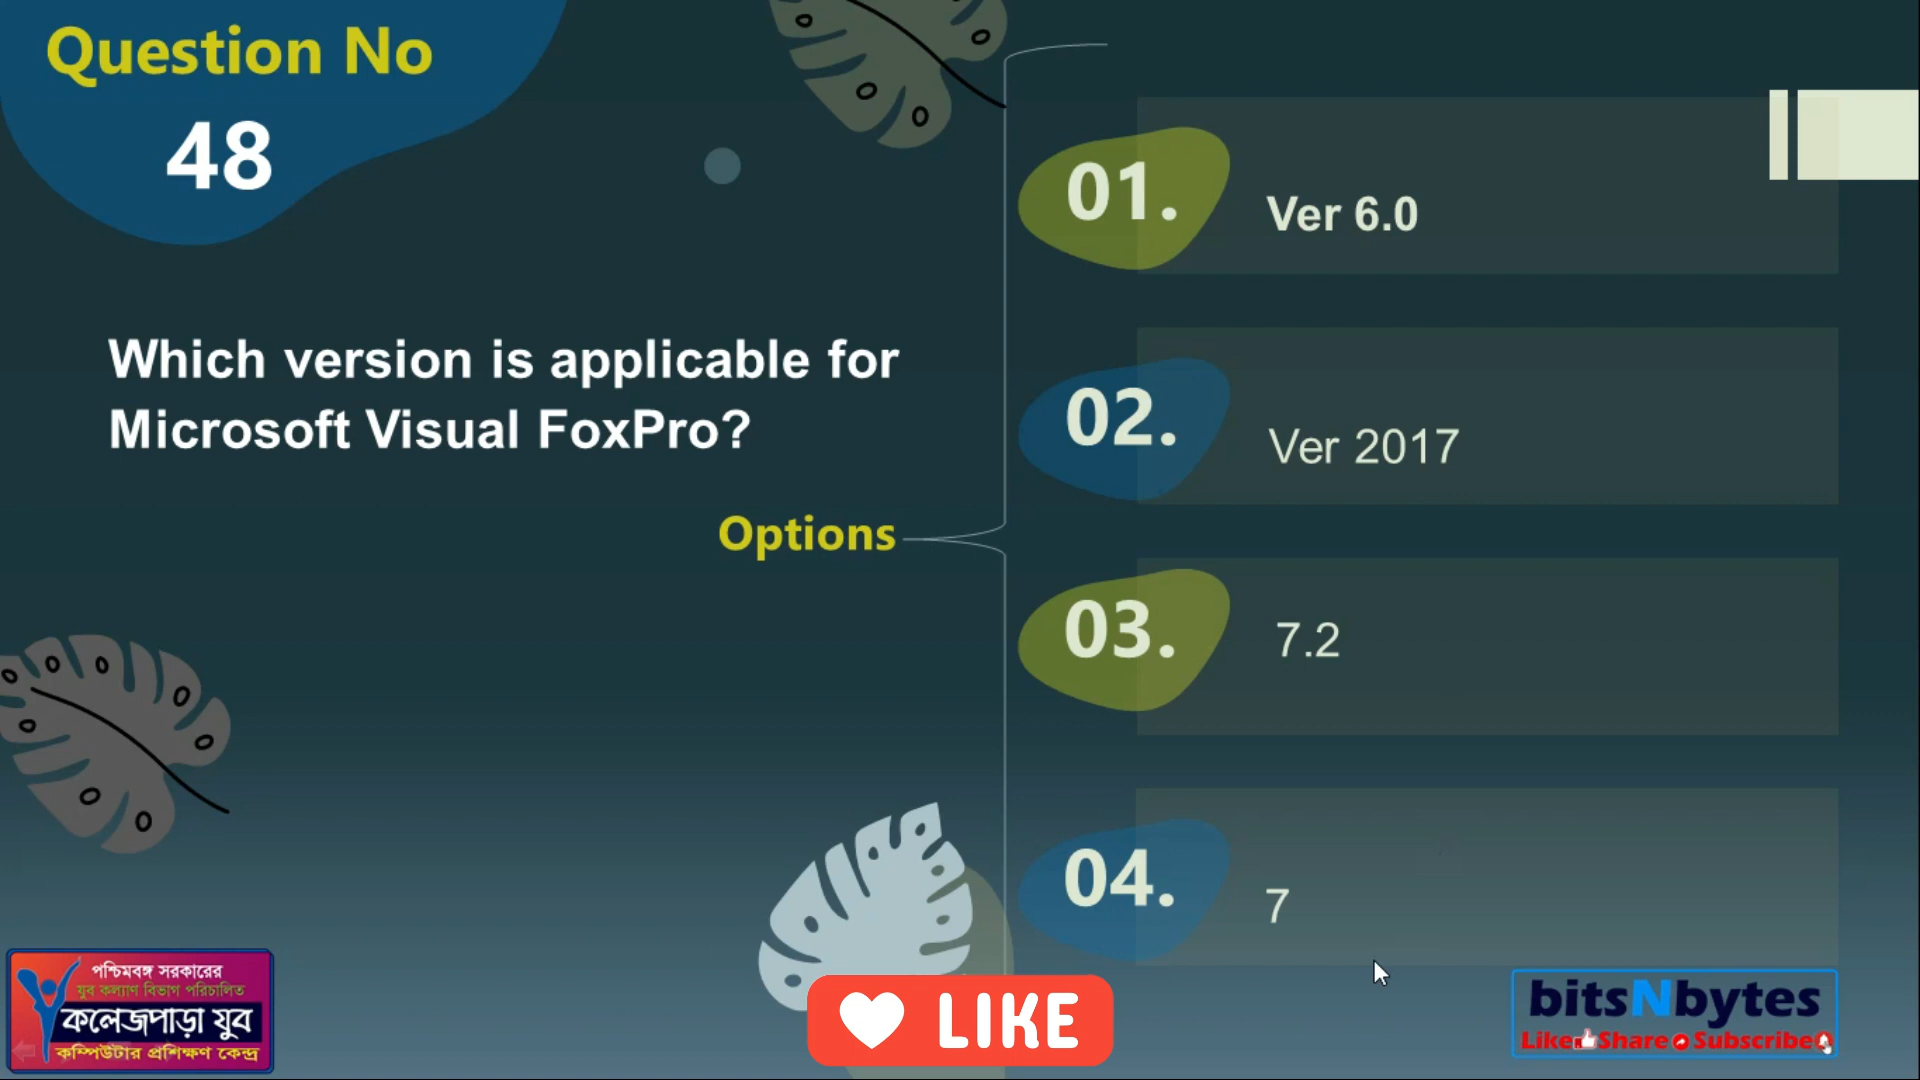 Question No
48
Which version is applicable for
Microsoft Visual FoxPro?
Options
01.
Ver 6.0
02.
Ver 2017
03.
7.2
04.
7
পশ্চিমবঙ্গ সরকারের
যুব কল্যাণ বিভাগ পরিচালিত
কলেজপাড়া যুব
কম্পিউটার প্রশিক্ষণ কেন্দ্র
LIKE
bitsNbytes
Like Share Subscribe